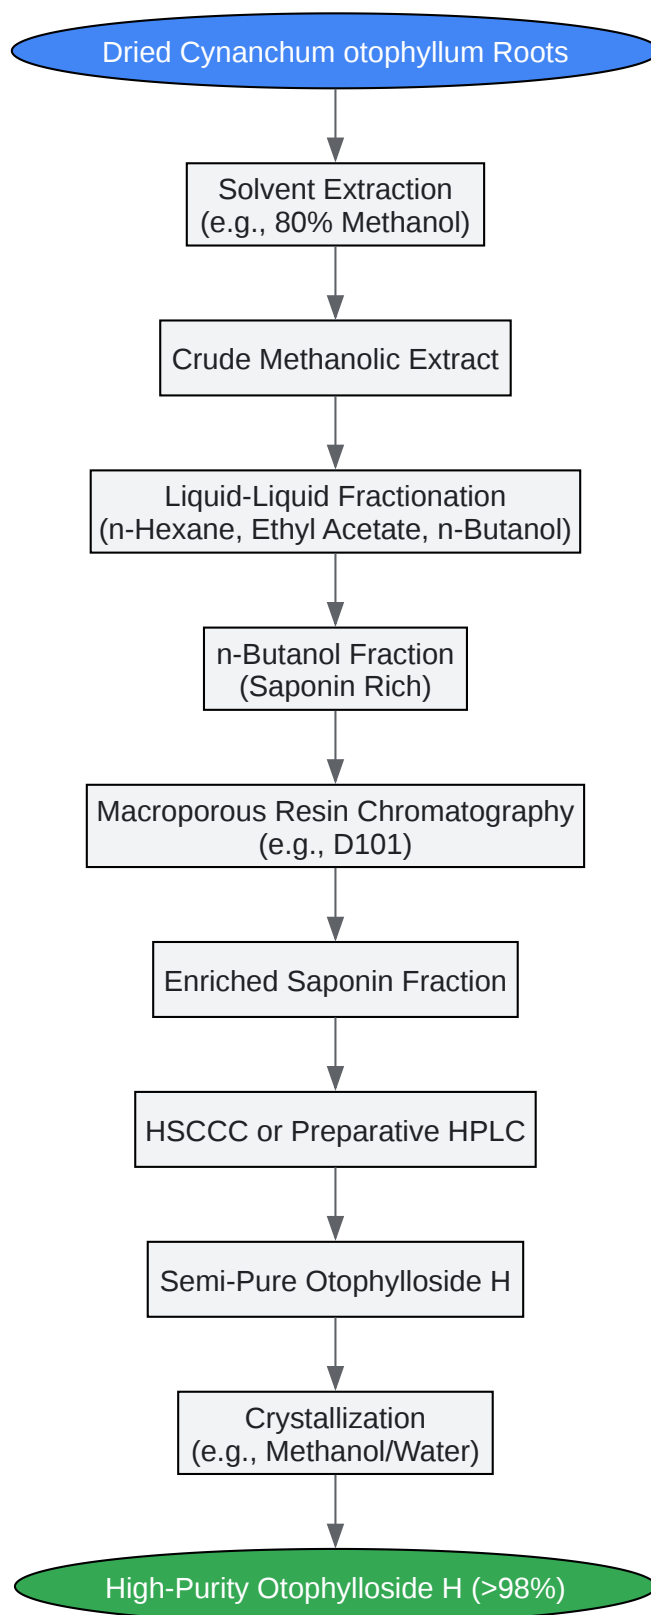 Dried Cynanchum otophyllum Roots
Solvent Extraction
(e.g., 80% Methanol)
Crude Methanolic Extract
Liquid-Liquid Fractionation
(n-Hexane, Ethyl Acetate, n-Butanol)
n-Butanol Fraction
(Saponin Rich)
Macroporous Resin Chromatography
(e.g., D101)
Enriched Saponin Fraction
HSCCC or Preparative HPLC
Semi-Pure Otophylloside H
Crystallization
(e.g., Methanol/Water)
High-Purity Otophylloside H (>98%)